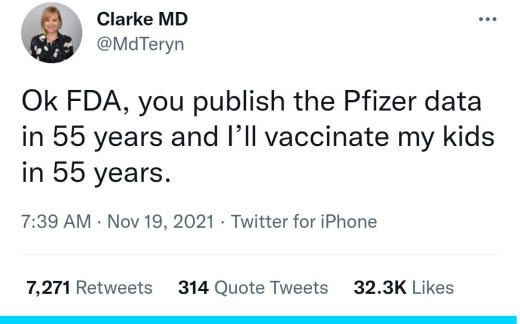 Clarke MD
@MdTeryn
Ok FDA, you publish the Pfizer data
in 55 years and I’ll vaccinate my kids
in 55 years.
7:39 AM · Nov 19, 2021 · Twitter for iPhone
7,271 Retweets 314 Quote Tweets 32.3K Likes